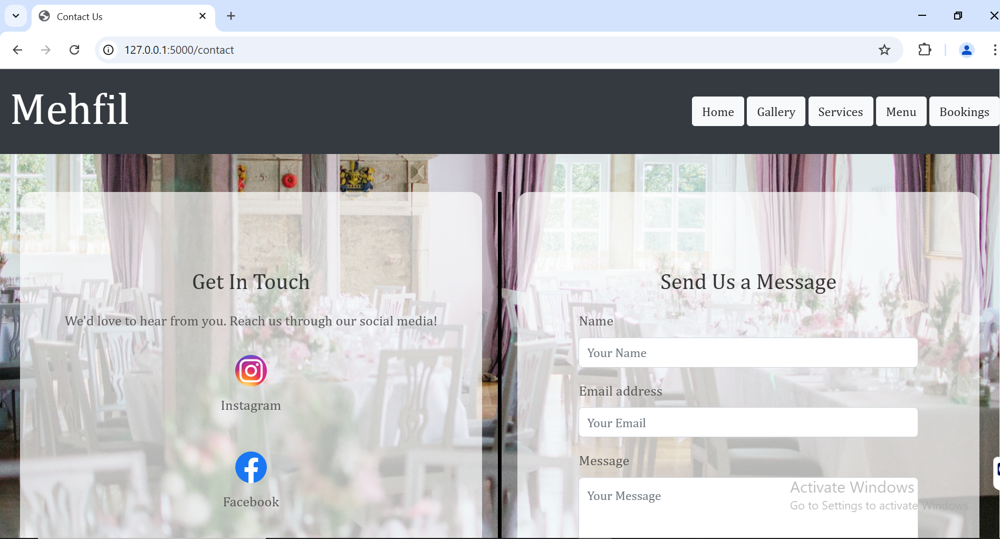 Contact Us
127.0.0.1:5000/contact
Mehfil
Home Gallery Services Menu Bookings
·5· ·9·
Get In Touch
We'd love to hear from you. Reach us through our social media!
Instagram
Facebook
Send Us a Message
Name
Your Name
Email address
Your Email
Message
Your Message
Activate Windows
Go to Settings to activate Windows.